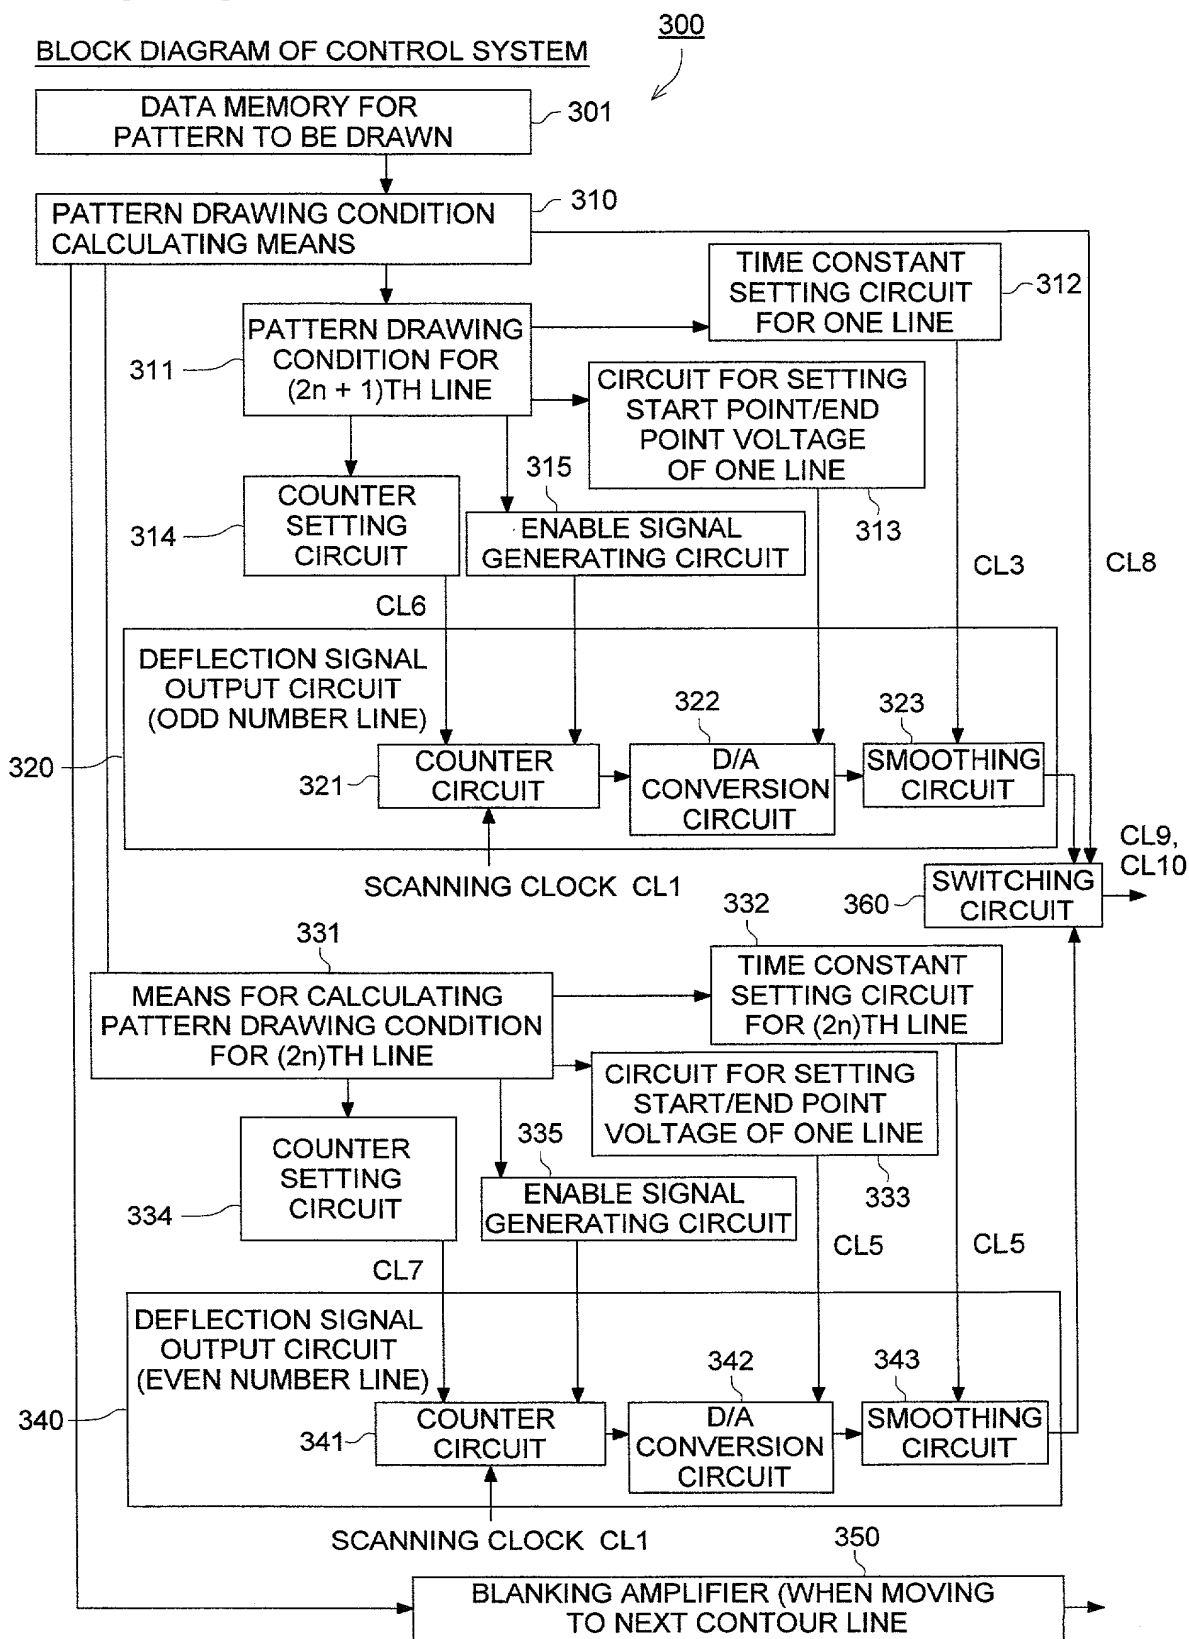 300
BLOCK DIAGRAM OF CONTROL SYSTEM
DATA MEMORY FOR
PATTERN TO BE DRAWN
301
310
PATTERN DRAWING CONDITION
CALCULATING MEANS
TIME CONSTANT
SETTING CIRCUIT
FOR ONE LINE
312
PATTERN DRAWING
CONDITION FOR
(2n + 1)TH LINE
311
CIRCUIT FOR SETTING
START POINT/END
POINT VOLTAGE
OF ONE LINE
313
315
COUNTER
SETTING
CIRCUIT
314
ENABLE SIGNAL
GENERATING CIRCUIT
CL3
CL8
CL6
DEFLECTION SIGNAL
OUTPUT CIRCUIT
(ODD NUMBER LINE)
320
322
323
COUNTER
CIRCUIT
321
D/A
CONVERSION
CIRCUIT
SMOOTHING
CIRCUIT
CL9,
CL10
SCANNING CLOCK CL1
SWITCHING
CIRCUIT
360
332
331
TIME CONSTANT
SETTING CIRCUIT
FOR (2n)TH LINE
MEANS FOR CALCULATING
PATTERN DRAWING CONDITION
FOR (2n)TH LINE
CIRCUIT FOR SETTING
START/END POINT
VOLTAGE OF ONE LINE
333
335
COUNTER
SETTING
CIRCUIT
334
ENABLE SIGNAL
GENERATING CIRCUIT
CL5
CL5
CL7
DEFLECTION SIGNAL
OUTPUT CIRCUIT
(EVEN NUMBER LINE)
340
342
343
COUNTER
CIRCUIT
341
D/A
CONVERSION
CIRCUIT
SMOOTHING
CIRCUIT
SCANNING CLOCK CL1
350
BLANKING AMPLIFIER (WHEN MOVING
TO NEXT CONTOUR LINE